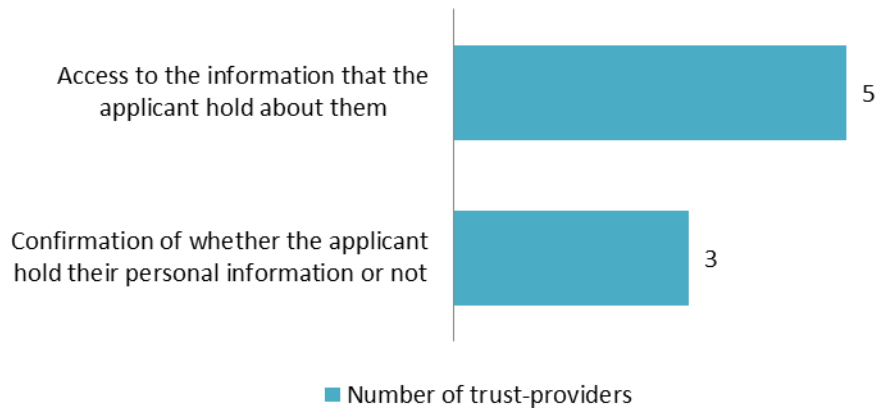 Access to the information that the
applicant hold about them
5
Confirmation of whether the applicant
hold their personal information or not
3
Number of trust-providers